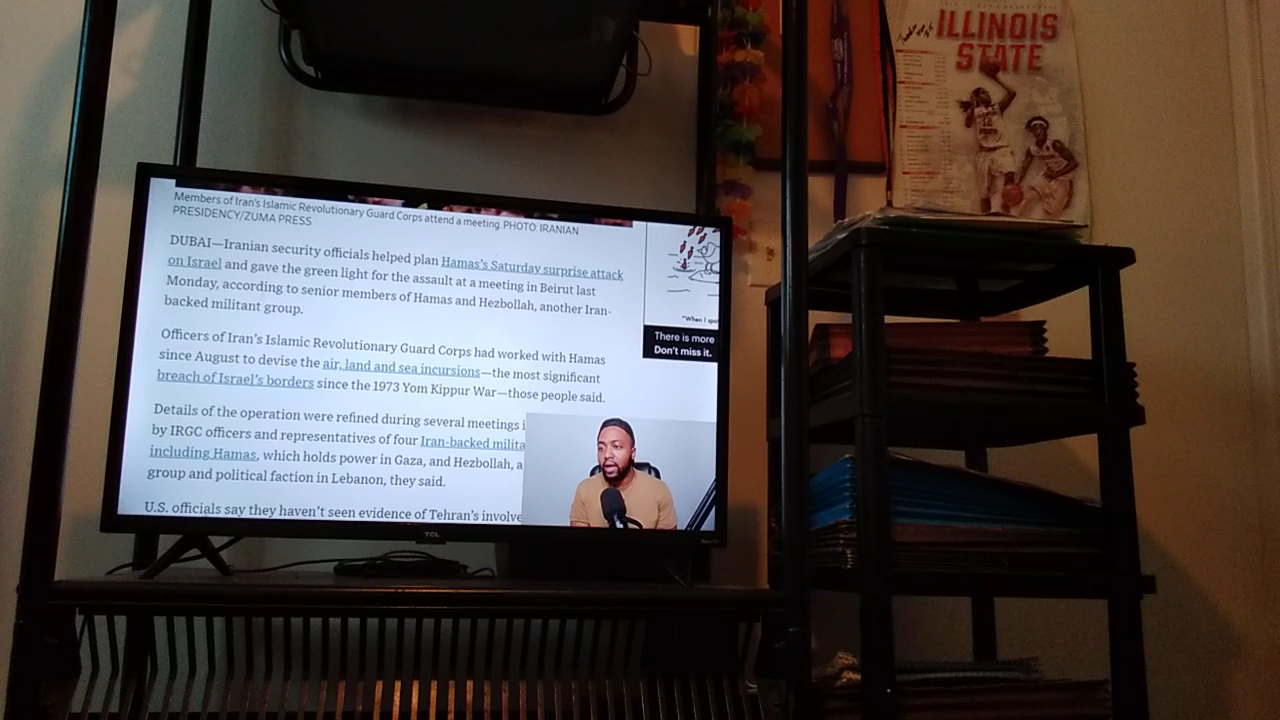 ILLINOIS
STATE
Members of Iran's Islamic Revolutionary Guard Corps attend a meeting. PHOTO: IRANIAN
PRESIDENCY/ZUMA PRESS
DUBAI—Iranian security officials helped plan Hamas's Saturday surprise attack
on Israel and gave the green light for the assault at a meeting in Beirut last
Monday, according to senior members of Hamas and Hezbollah, another Iran-
backed militant group.
"When I spo
There is more
Don't miss it.
Officers of Iran's Islamic Revolutionary Guard Corps had worked with Hamas
since August to devise the air, land and sea incursions—the most significant
breach of Israel's borders since the 1973 Yom Kippur War—those people said.
Details of the operation were refined during several meetings i
by IRGC officers and representatives of four Iran-backed milita
including Hamas, which holds power in Gaza, and Hezbollah, a
group and political faction in Lebanon, they said.
U.S. officials say they haven't seen evidence of Tehran's involve
TCL